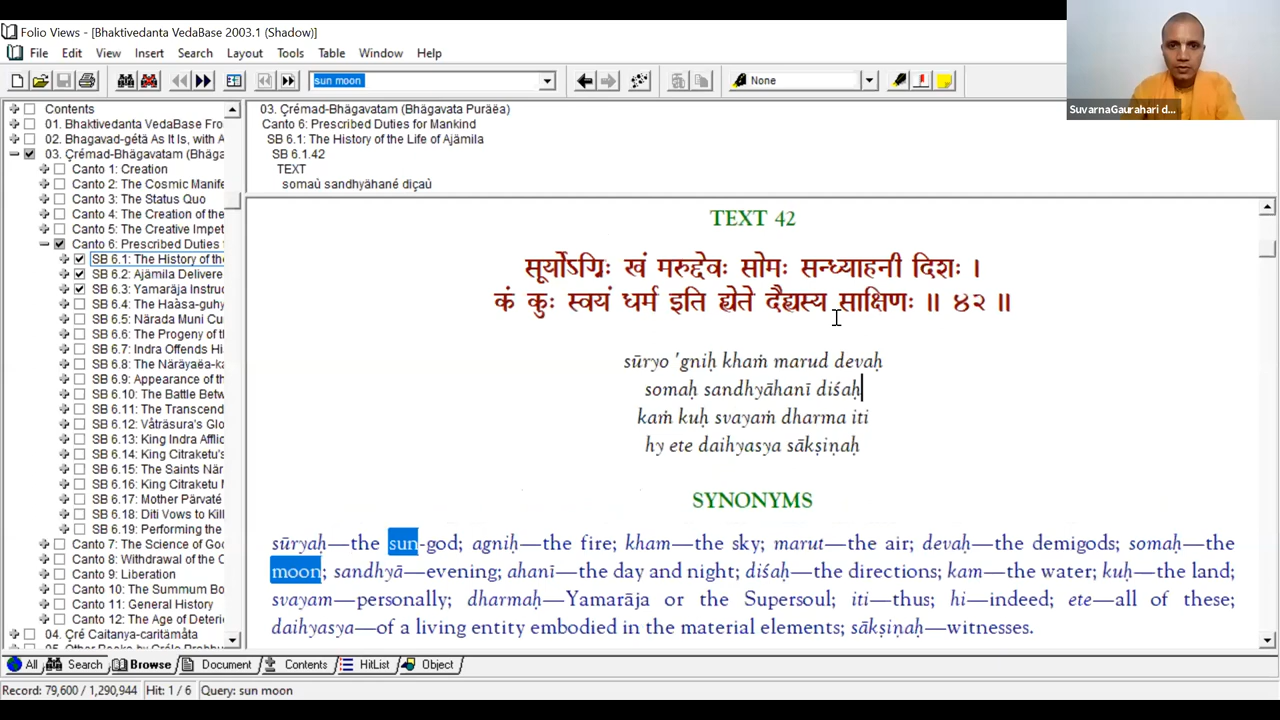 Folio Views - [Bhaktivedanta VedaBase 2003.1 (Shadow)]
File Edit View Insert Search Layout Tools Table Window Help
sun moon
None
SuvarnaGaurahari d...
Contents
01. Bhaktivedanta VedaBase Fro
02. Bhagavad-gétä As It Is, with A
03. Çrémad-Bhägavatam (Bhäga
Canto 1: Creation
Canto 2: The Cosmic Manife
Canto 3: The Status Quo
Canto 4: The Creation of the
Canto 5: The Creative Impet
Canto 6: Prescribed Duties
SB 6.1: The History of the
SB 6.2: Ajämila Delivere
SB 6.3: Yamaräja Instruc
SB 6.4: The Haàsa-guhy
SB 6.5: Närada Muni Cur
SB 6.6: The Progeny of t
SB 6.7: Indra Offends Hi
SB 6.8: The Näräyaëa-ka
SB 6.9: Appearance of th
SB 6.10: The Battle Betw
SB 6.11: The Transcend
SB 6.12: Våträsura's Glo
SB 6.13: King Indra Afflic
SB 6.14: King Citraketu's
SB 6.15: The Saints När
SB 6.16: King Citraketu M
SB 6.17: Mother Pärvaté
SB 6.18: Diti Vows to Kill
SB 6.19: Performing the
Canto 7: The Science of Goc
Canto 8: Withdrawal of the C
Canto 9: Liberation
Canto 10: The Summum Bo
Canto 11: General History
Canto 12: The Age of Deteri
04. Çré Caitanya-caritämåta
03. Çrémad-Bhägavatam (Bhägavata Puräëa)
Canto 6: Prescribed Duties for Mankind
SB 6.1: The History of the Life of Ajämila
SB 6.1.42
TEXT
somaù sandhyähané diçaù
TEXT 42
सूर्योऽग्निः खं मरुद्देवः सोमः सन्ध्याहनी दिशः ।
कं कुः स्वयं धर्म इति ह्येते दैह्यस्य साक्षिणः ॥ ४२ ॥
sūryo 'gniḥ khaṁ marud devaḥ
somaḥ sandhyāhanī diśaḥ
kaṁ kuḥ svayaṁ dharma iti
hy ete daihyasya sākṣiṇaḥ
SYNONYMS
sūryaḥ—the sun-god; agniḥ—the fire; kham—the sky; marut—the air; devaḥ—the demigods; somaḥ—the
moon; sandhyā—evening; ahanī—the day and night; diśaḥ—the directions; kam—the water; kuḥ—the land;
svayam—personally; dharmaḥ—Yamarāja or the Supersoul; iti—thus; hi—indeed; ete—all of these;
daihyasya—of a living entity embodied in the material elements; sākṣiṇaḥ—witnesses.
All Search Browse Document Contents HitList Object
Record: 79,600 / 1,290,944 Hit: 1 / 6 Query: sun moon